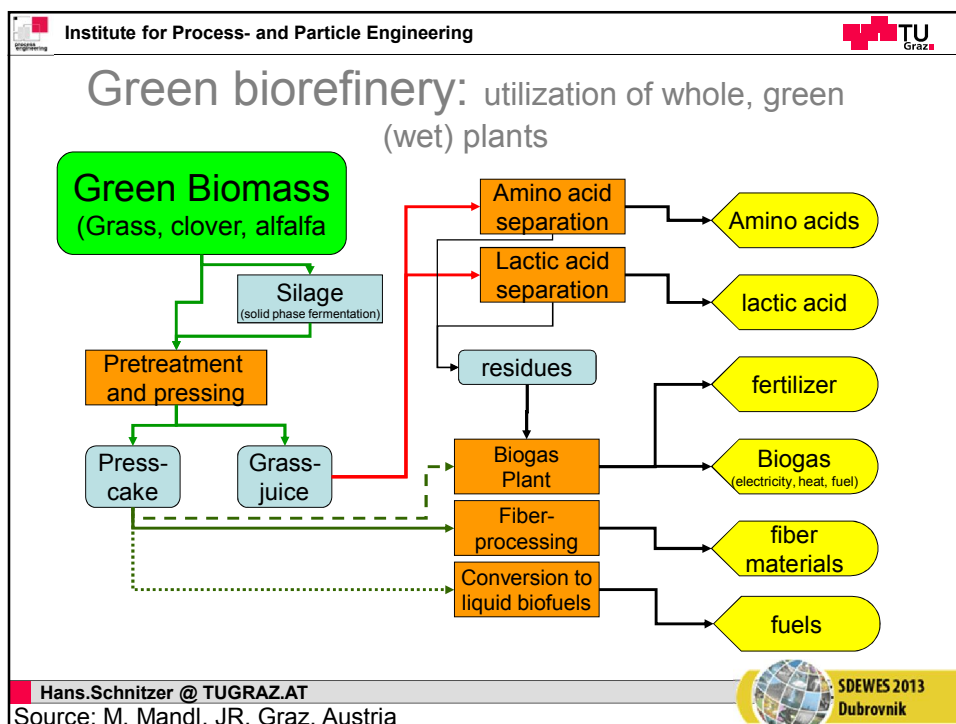 process
engineering
Institute for Process- and Particle Engineering
TU
Graz
Green biorefinery: utilization of whole, green
(wet) plants
Green Biomass
(Grass, clover, alfalfa
Silage
(solid phase fermentation)
Pretreatment
and pressing
Press-
cake
Grass-
juice
Amino acid
separation
Lactic acid
separation
residues
Biogas
Plant
Fiber-
processing
Conversion to
liquid biofuels
Amino acids
lactic acid
fertilizer
Biogas
(electricity, heat, fuel)
fiber
materials
fuels
Hans.Schnitzer @ TUGRAZ.AT
Source: M. Mandl, JR, Graz, Austria
SDEWES 2013
Dubrovnik